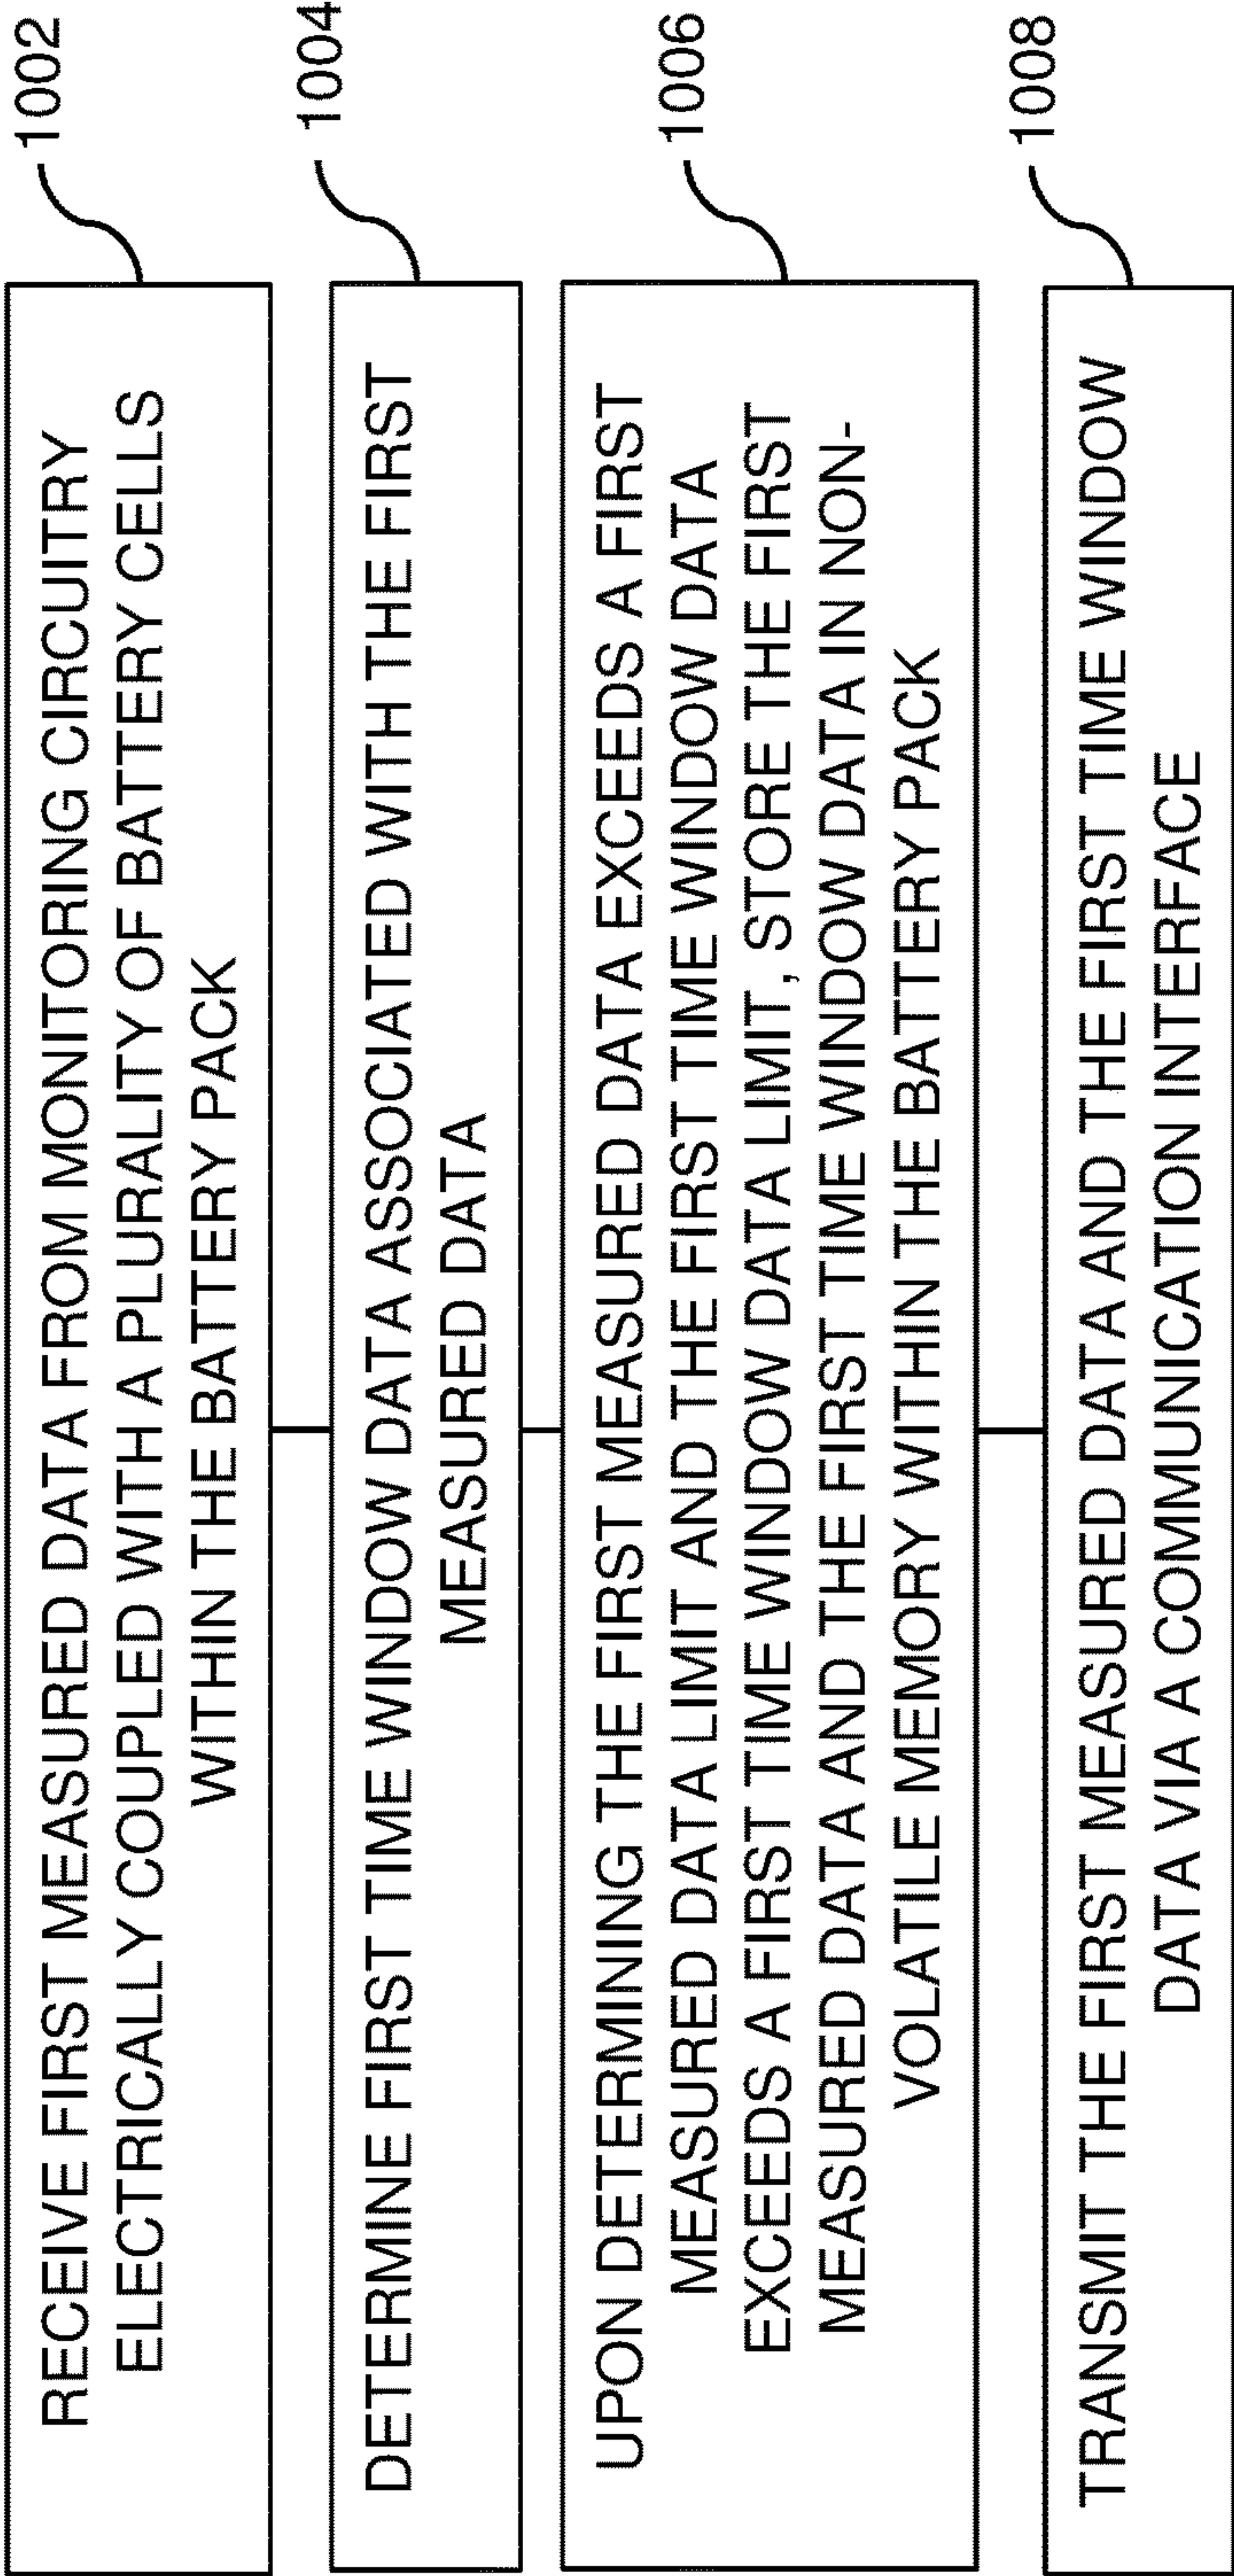 RECEIVE FIRST MEASURED DATA FROM MONITORING CIRCUITRY
ELECTRICALLY COUPLED WITH A PLURALITY OF BATTERY CELLS
WITHIN THE BATTERY PACK
1002
DETERMINE FIRST TIME WINDOW DATA ASSOCIATED WITH THE FIRST
MEASURED DATA
1004
UPON DETERMINING THE FIRST MEASURED DATA EXCEEDS A FIRST
MEASURED DATA LIMIT AND THE FIRST TIME WINDOW DATA
EXCEEDS A FIRST TIME WINDOW DATA LIMIT, STORE THE FIRST
MEASURED DATA AND THE FIRST TIME WINDOW DATA IN NON-
VOLATILE MEMORY WITHIN THE BATTERY PACK
1006
TRANSMIT THE FIRST MEASURED DATA AND THE FIRST TIME WINDOW
DATA VIA A COMMUNICATION INTERFACE
1008